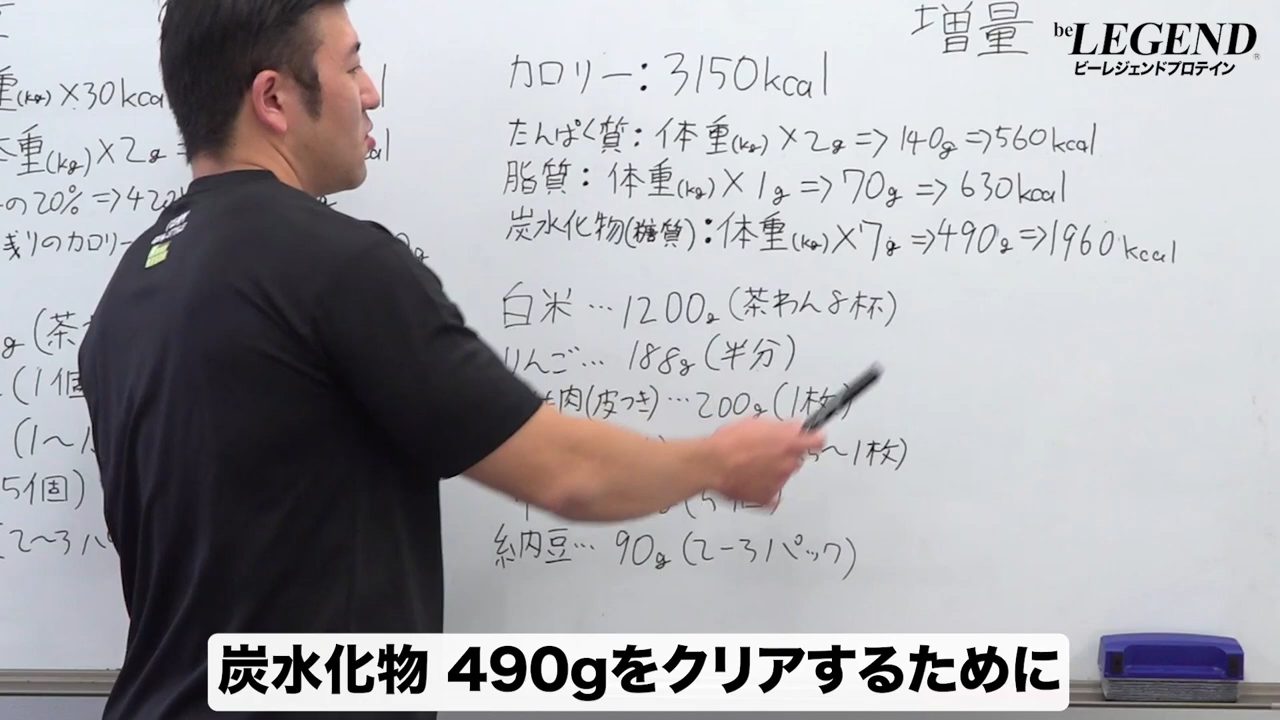 増量
beLEGEND
ビーレジェンドプロテイン
重(kg)×30kcal
体重(kg)×2g
の20%⇒420
残りのカロリー
g(茶
(1個
(1〜
5個)
2〜3パ
カロリー:3150kcal
たんぱく質:体重(kg)×2g⇒140g⇒560kcal
脂質:体重(kg)×1g⇒70g⇒630kcal
炭水化物(糖質):体重(kg)×7g⇒490g⇒1960kcal
白米…1200g(茶わん8杯)
りんご…188g(半分)
肉(皮つき)…200g(1枚)
〜1枚)
納豆…90g(2-3パック)
炭水化物 490gをクリアするために